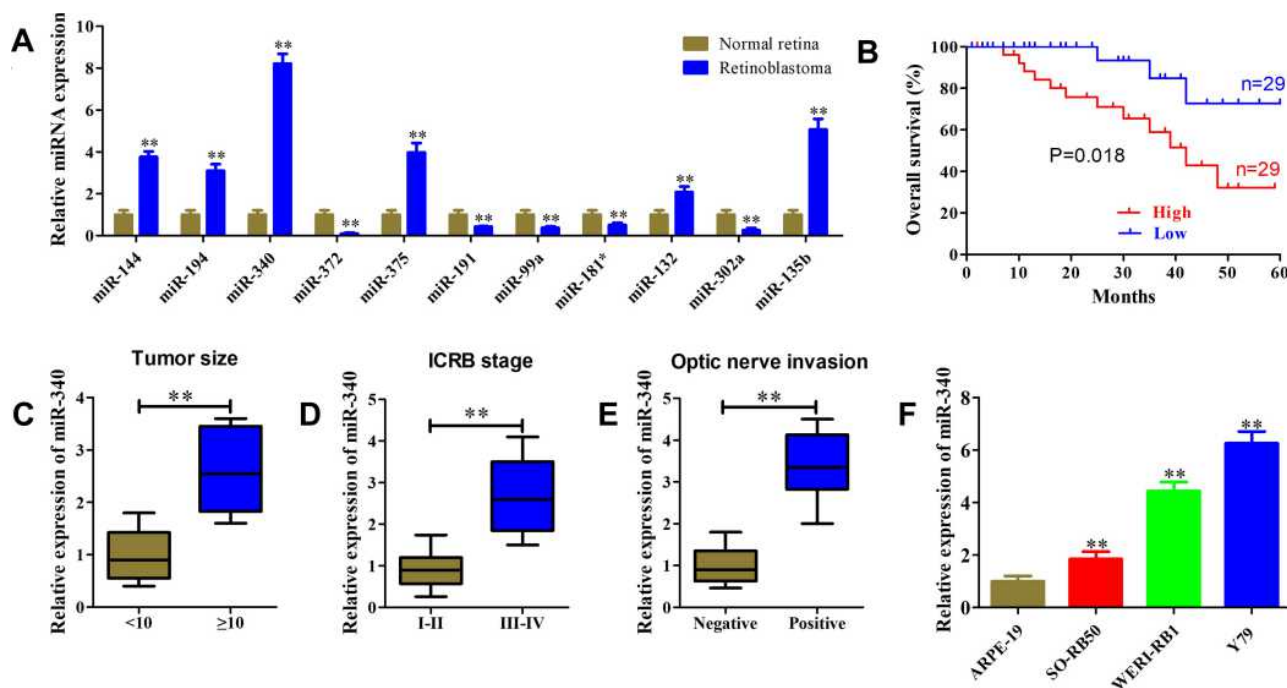 A
Relative miRNA expression
10
8
6
4
2
0
Normal retina
Retinoblastoma
**
**
**
**
**
**
**
**
**
**
**
miR-144
miR-194
miR-340
miR-372
miR-375
miR-191
miR-99a
miR-181*
miR-132
miR-302a
miR-135b
B
Overall survival (%)
100
80
60
40
20
0
n=29
P=0.018
n=29
High
Low
0 10 20 30 40 50 60
Months
C
Tumor size
Relative expression of miR-340
4
3
2
1
0
**
<10 ≥10
D
ICRB stage
Relative expression of miR-340
5
4
3
2
1
0
**
I-II III-IV
E
Optic nerve invasion
Relative expression of miR-340
5
4
3
2
1
0
**
Negative Positive
F
Relative expression of miR-340
8
6
4
2
0
**
**
**
ARPE-19
SO-RB50
WERI-RB1
Y79